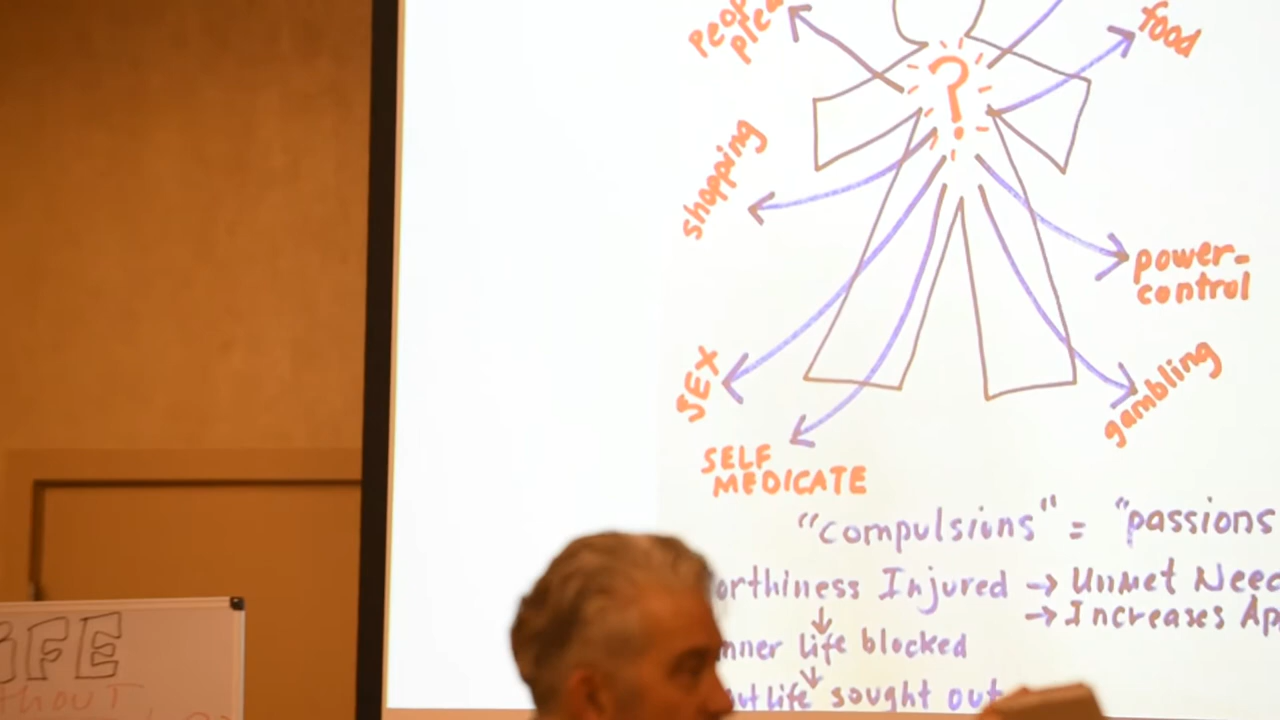 food
?
shopping
power-
control
SEX
gambling
SELF
MEDICATE
"compulsions" = "passions
orthiness Injured → Unmet Need
→ Increases Ap
nner life blocked
life sought out
IFE
thout